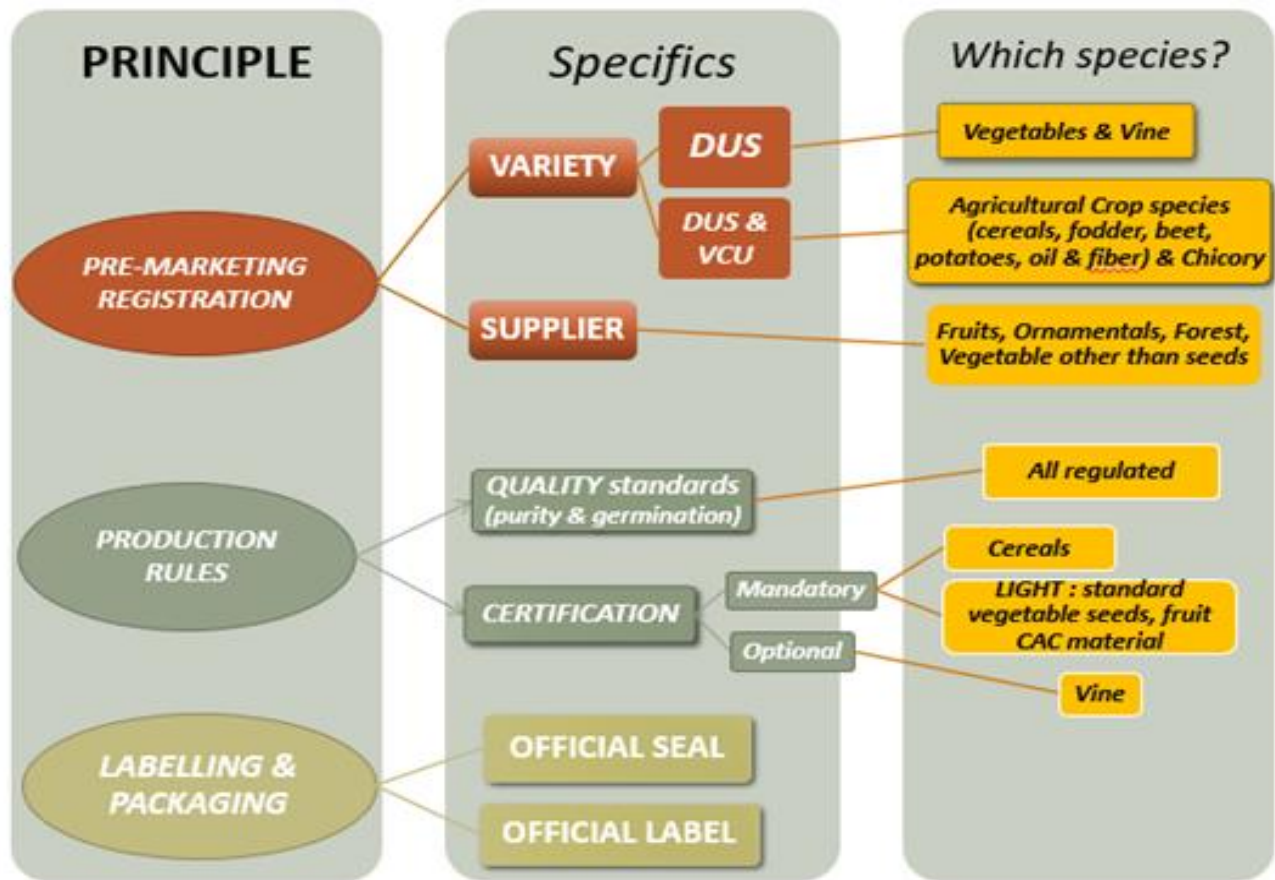 PRINCIPLE
Specifics
Which species?
PRE-MARKETING
REGISTRATION
VARIETY
DUS
Vegetables & Vine
DUS &
VCU
Agricultural Crop species
(cereals, fodder, beet,
potatoes, oil & fiber) & Chicory
SUPPLIER
Fruits, Ornamentals, Forest,
Vegetable other than seeds
PRODUCTION
RULES
QUALITY standards
(purity & germination)
All regulated
CERTIFICATION
Mandatory
Cereals
LIGHT : standard
vegetable seeds, fruit
CAC material
Optional
Vine
LABELLING &
PACKAGING
OFFICIAL SEAL
OFFICIAL LABEL